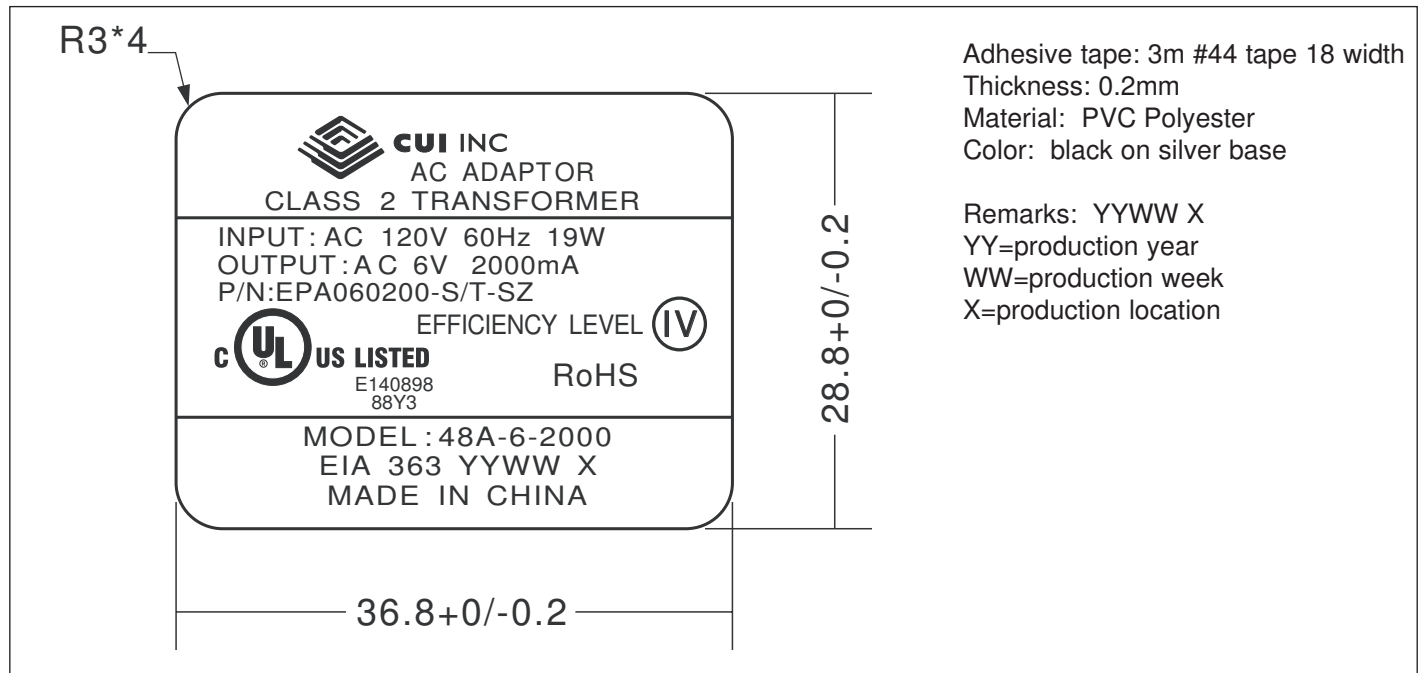 R3*4
CUI INC
AC ADAPTOR
CLASS 2 TRANSFORMER
INPUT: AC 120V 60Hz 19W
OUTPUT: AC 6V 2000mA
P/N:EPA060200-S/T-SZ
EFFICIENCY LEVEL IV
C UL ® US LISTED
E140898
88Y3
RoHS
MODEL: 48A-6-2000
EIA 363 YYWW X
MADE IN CHINA
28.8+0/-0.2
36.8+0/-0.2
Adhesive tape: 3m #44 tape 18 width
Thickness: 0.2mm
Material: PVC Polyester
Color: black on silver base
Remarks: YYWW X
YY=production year
WW=production week
X=production location